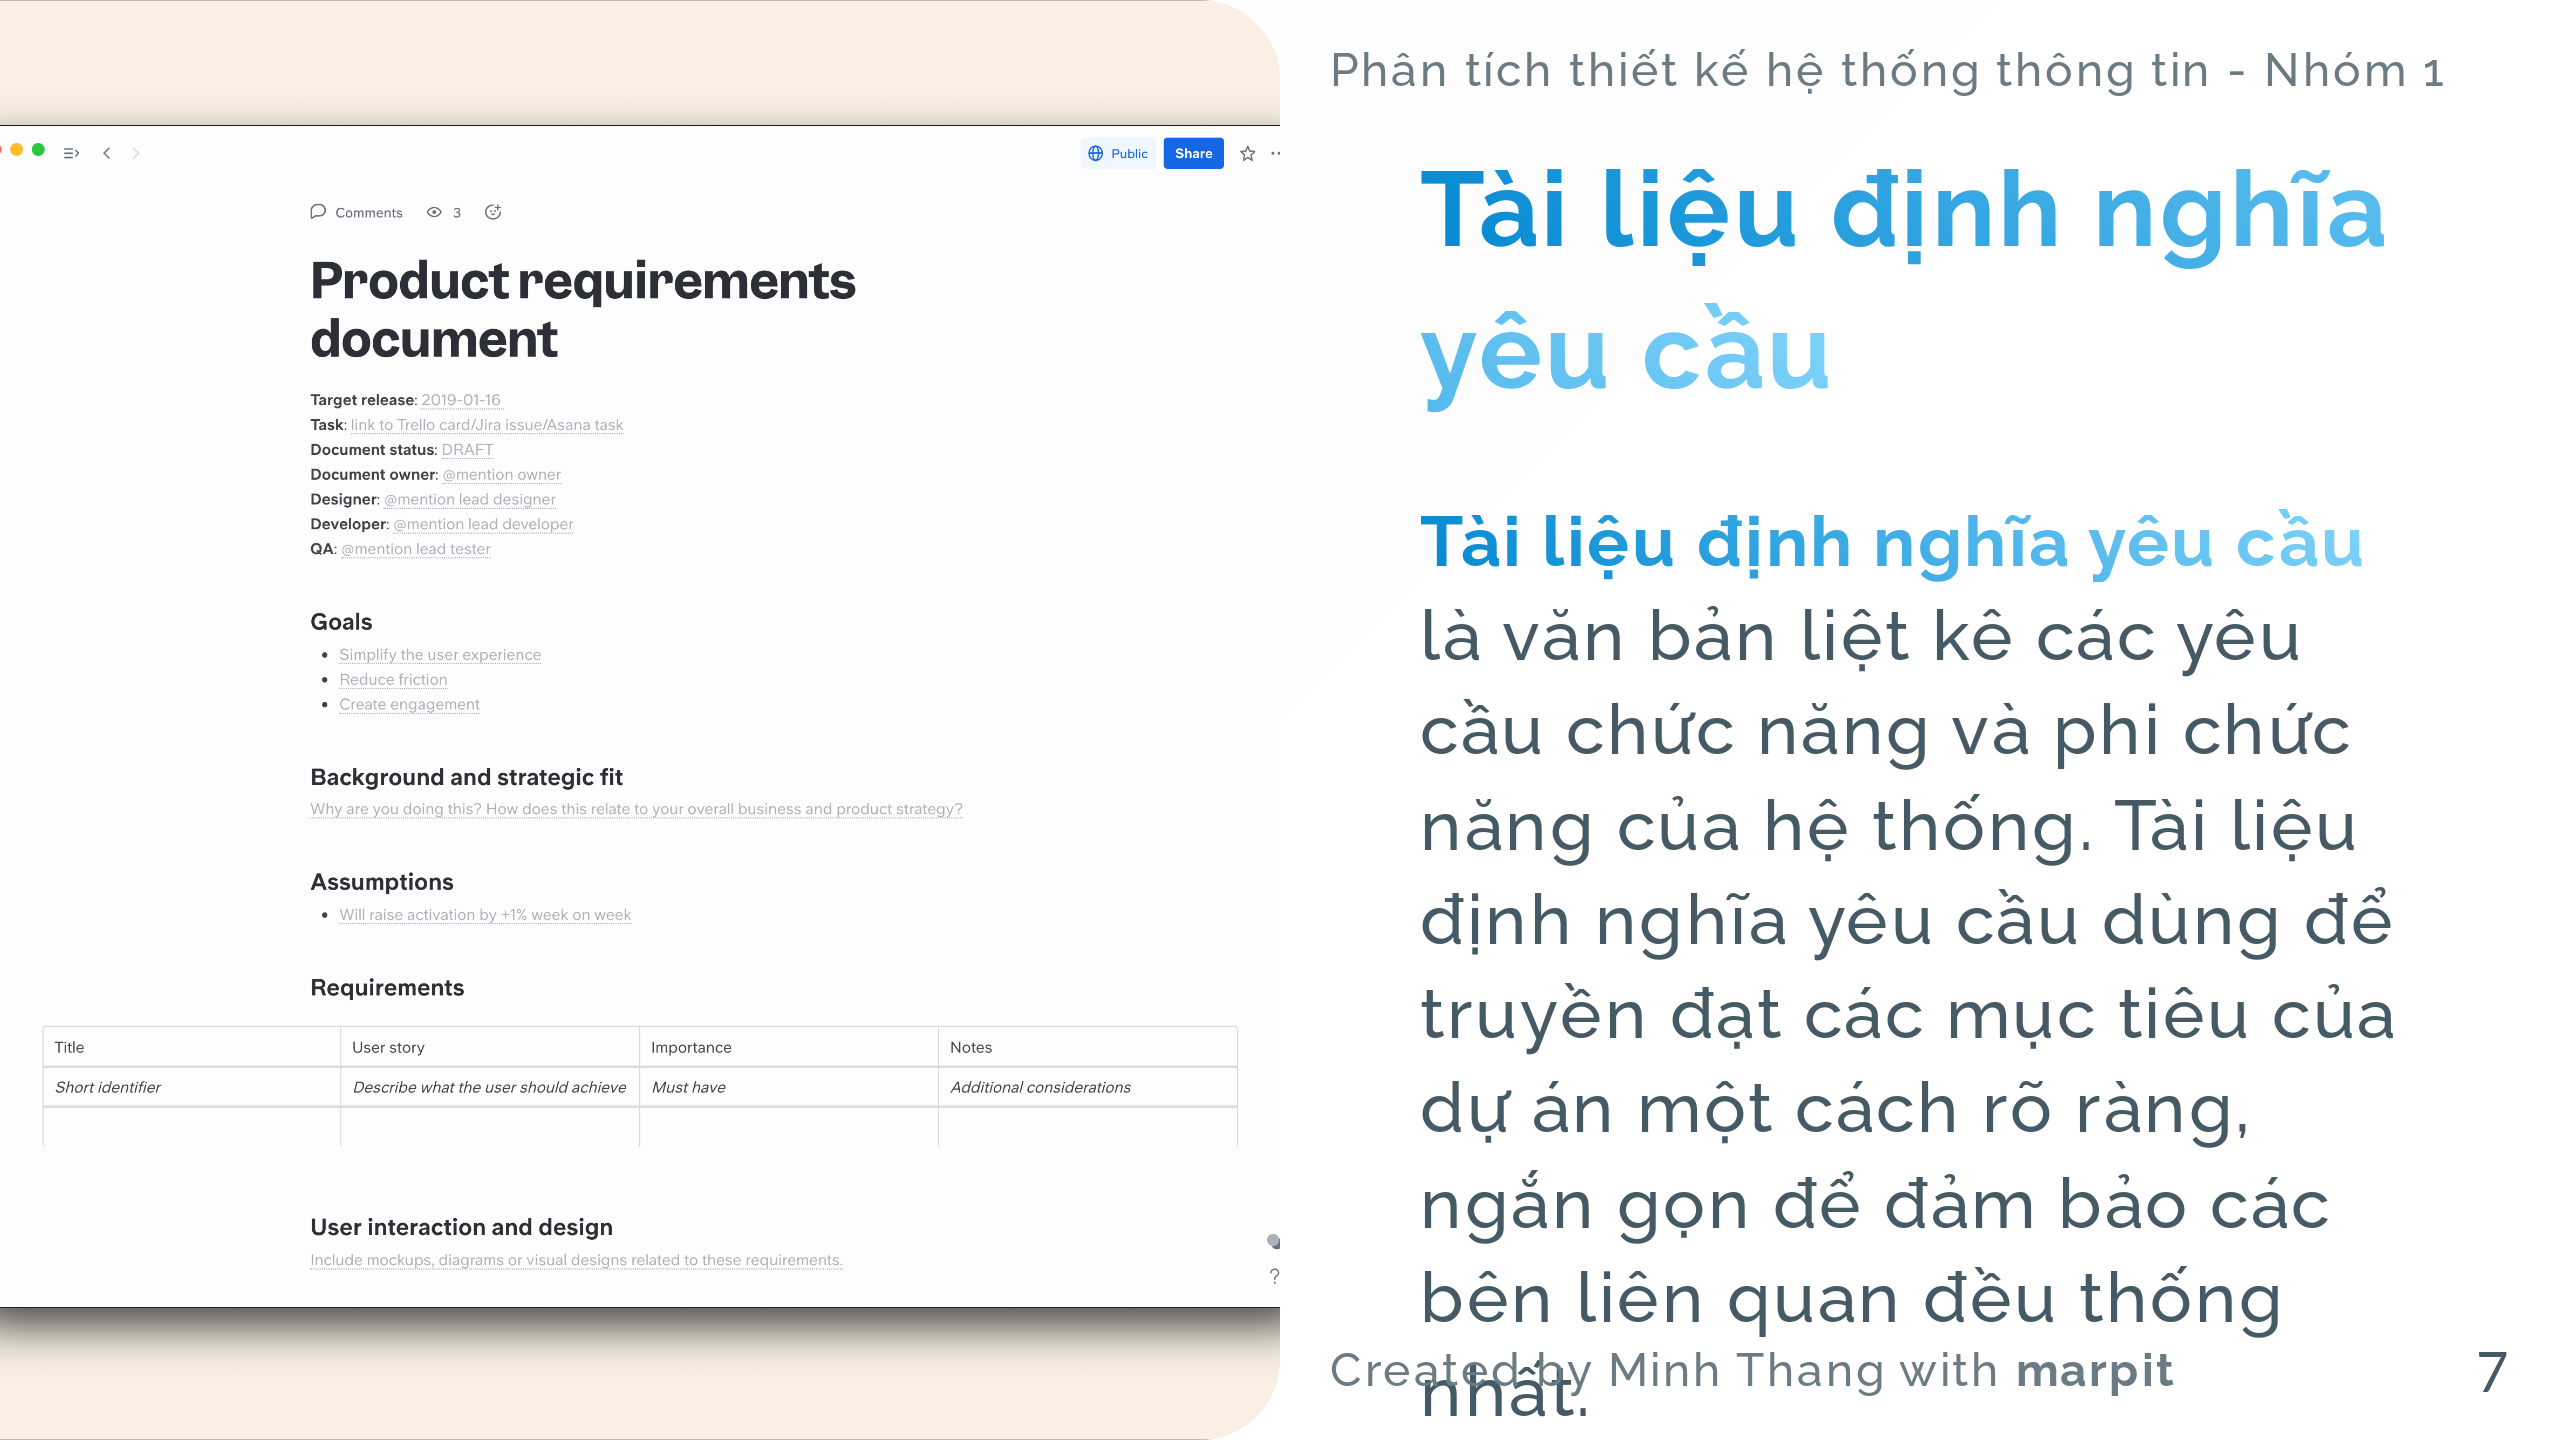 Public
Share
Comments
3
Product requirements
document
Target release: 2019-01-16
Task: link to Trello card/Jira issue/Asana task
Document status: DRAFT
Document owner: @mention owner
Designer: @mention lead designer
Developer: @mention lead developer
QA: @mention lead tester
Goals
• Simplify the user experience
• Reduce friction
• Create engagement
Background and strategic fit
Why are you doing this? How does this relate to your overall business and product strategy?
Assumptions
• Will raise activation by +1% week on week
Requirements
Title User story Importance Notes
Short identifier Describe what the user should achieve Must have Additional considerations
User interaction and design
Include mockups, diagrams or visual designs related to these requirements.
?
Phân tích thiết kế hệ thống thông tin - Nhóm 1
Tài liệu định nghĩa
yêu cầu
Tài liệu định nghĩa yêu cầu
là văn bản liệt kê các yêu
cầu chức năng và phi chức
năng của hệ thống. Tài liệu
định nghĩa yêu cầu dùng để
truyền đạt các mục tiêu của
dự án một cách rõ ràng,
ngắn gọn để đảm bảo các
bên liên quan đều thống
nhất.
Created by Minh Thang with marpit
7